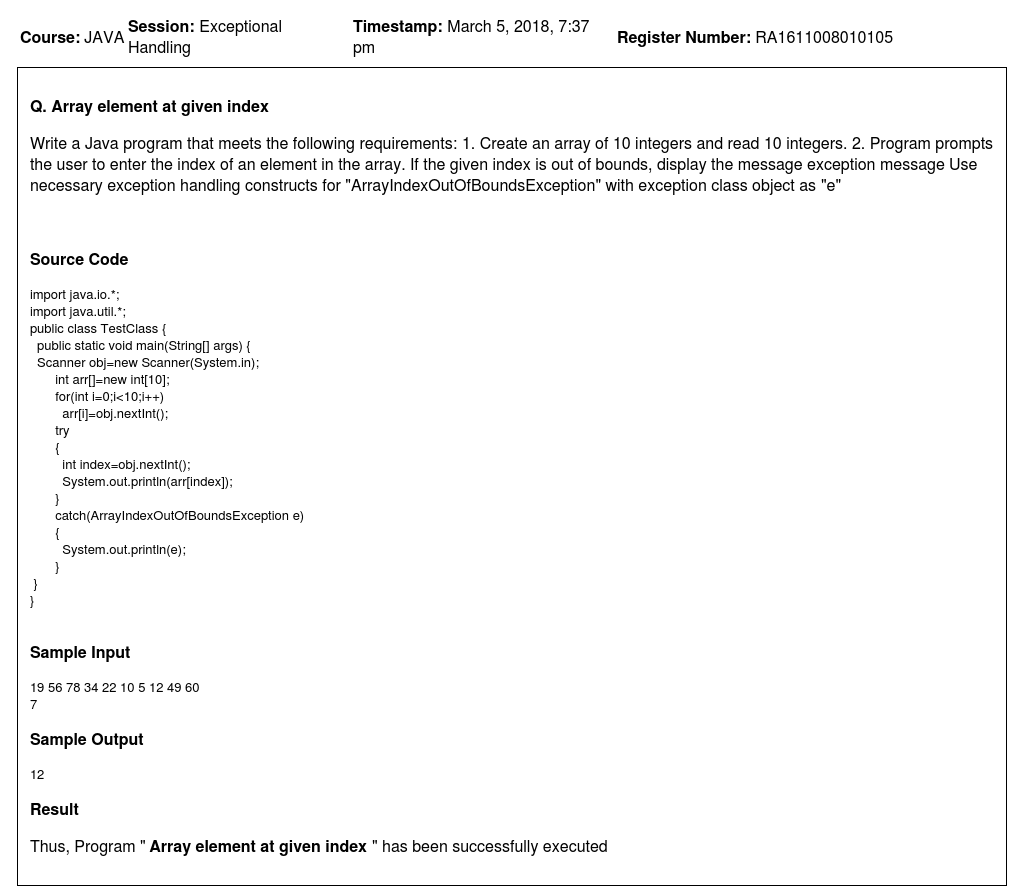 Course: JAVA Session: Exceptional Handling Timestamp: March 5, 2018, 7:37 pm Register Number: RA1611008010105
Q. Array element at given index
Write a Java program that meets the following requirements: 1. Create an array of 10 integers and read 10 integers. 2. Program prompts
the user to enter the index of an element in the array. If the given index is out of bounds, display the message exception message Use
necessary exception handling constructs for "ArrayIndexOutOfBoundsException" with exception class object as "e"
Source Code
import java.io.*;
import java.util.*;
public class TestClass {
public static void main(String[] args) {
Scanner obj=new Scanner(System.in);
int arr[]=new int[10];
for(int i=0;i<10;i++)
arr[i]=obj.nextInt();
try
{
int index=obj.nextInt();
System.out.println(arr[index]);
}
catch(ArrayIndexOutOfBoundsException e)
{
System.out.println(e);
}
}
}
Sample Input
19 56 78 34 22 10 5 12 49 60
7
Sample Output
12
Result
Thus, Program " Array element at given index " has been successfully executed